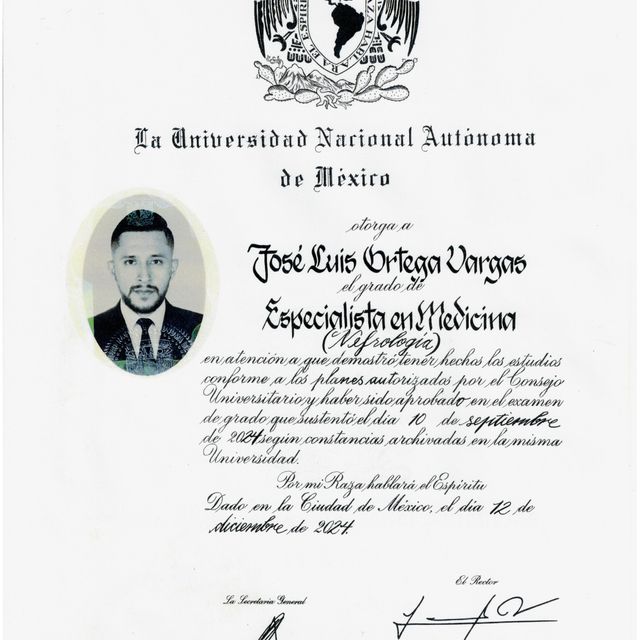 EL ESPIRI
RAZA HABLARA
La Universidad Nacional Autónoma
de México
otorga a
José Luis Ortega Vargas
el grado de
Especialista en Medicina
(Nefrología)
en atención a que demostró tener hechos los estudios
conforme a los planes autorizados por el Consejo
Universitario y haber sido aprobado en el examen
de grado que sustentó el día 10 de septiembre
de 2024 según constancias archivadas en la misma
Universidad.
Por mi Raza hablará el Espíritu
Dado en la Ciudad de México, el día 12 de
diciembre de 2024.
El Rector
La Secretaria General